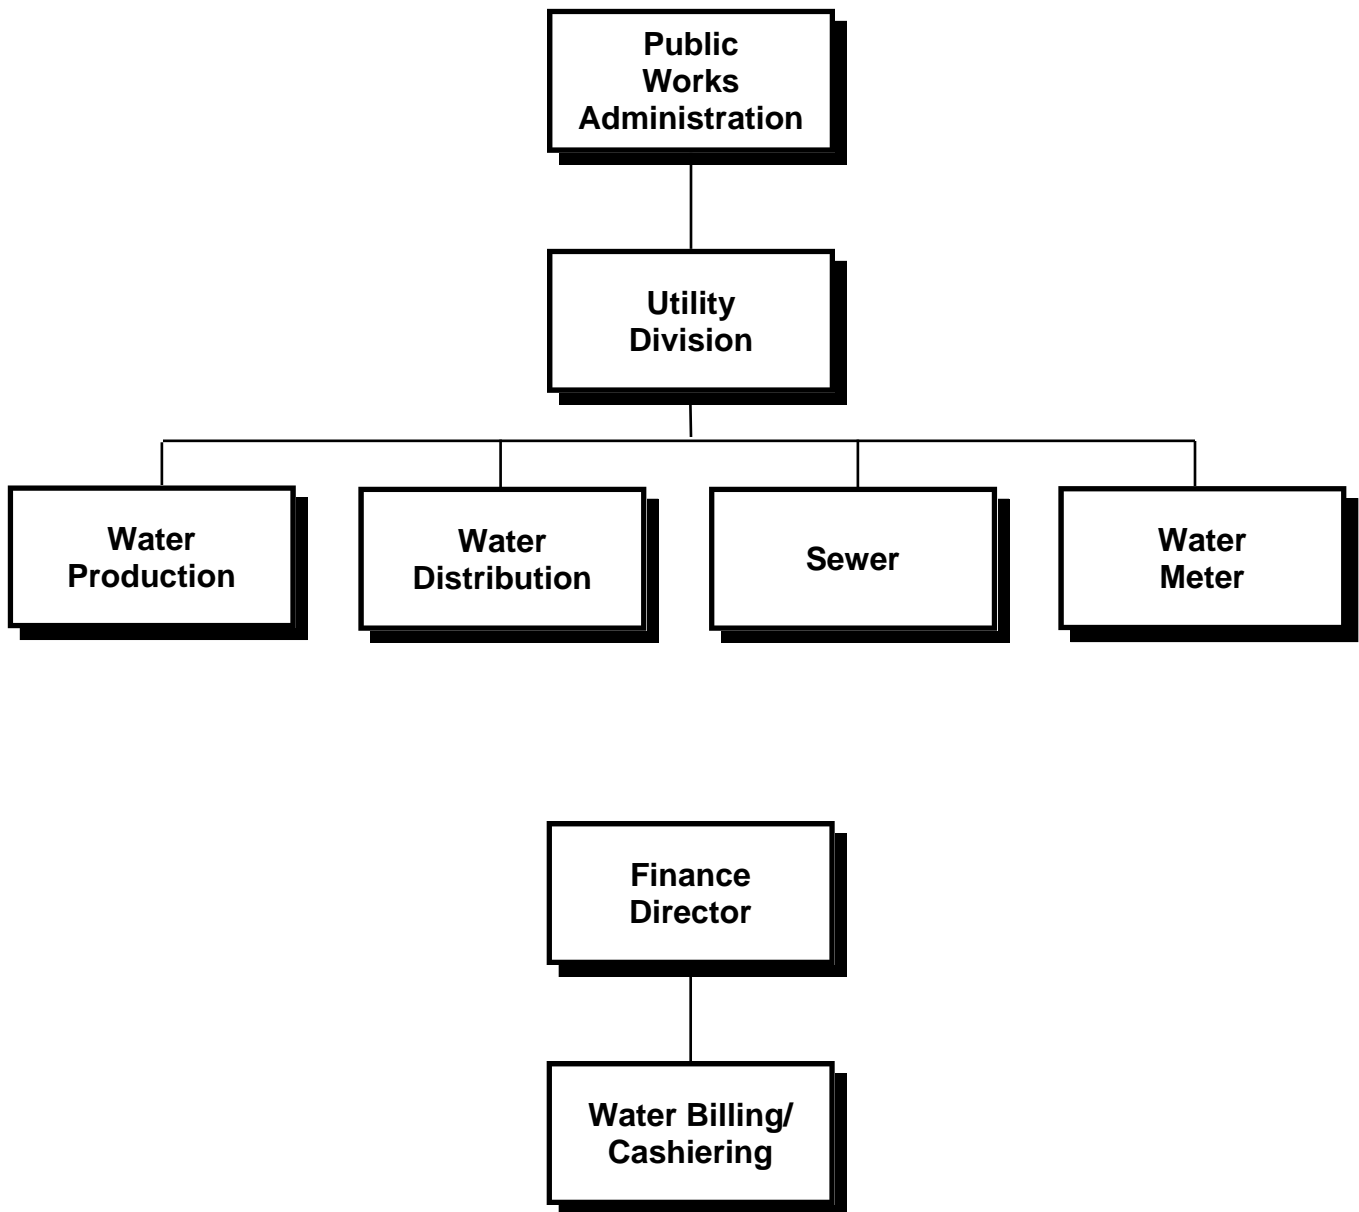 Public
Works
Administration
Utility
Division
Water
Production
Water
Distribution
Sewer
Water
Meter
Finance
Director
Water Billing/
Cashiering